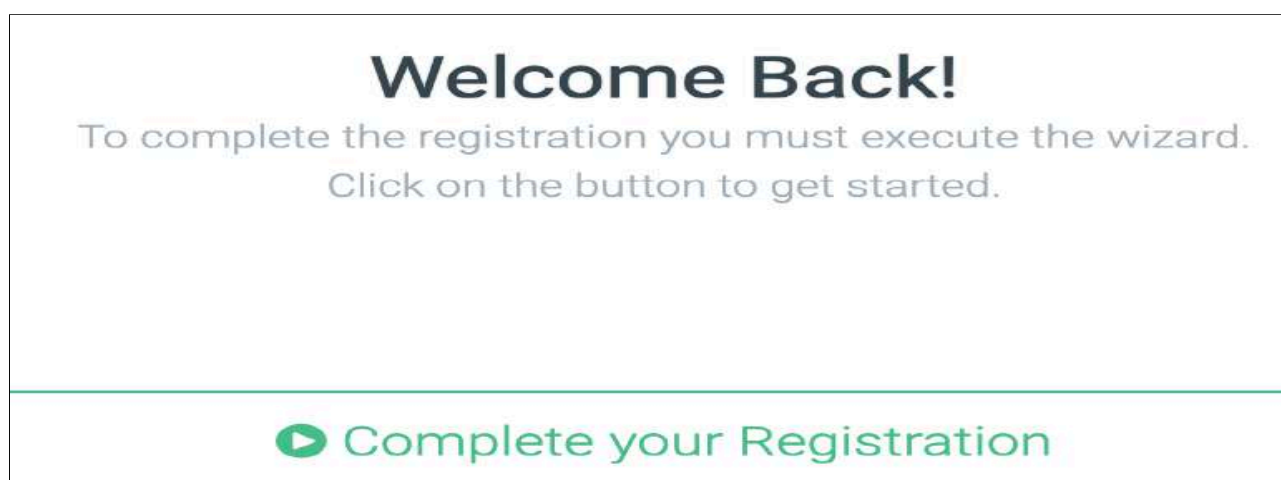 Welcome Back!
To complete the registration you must execute the wizard.
Click on the button to get started.
Complete your Registration